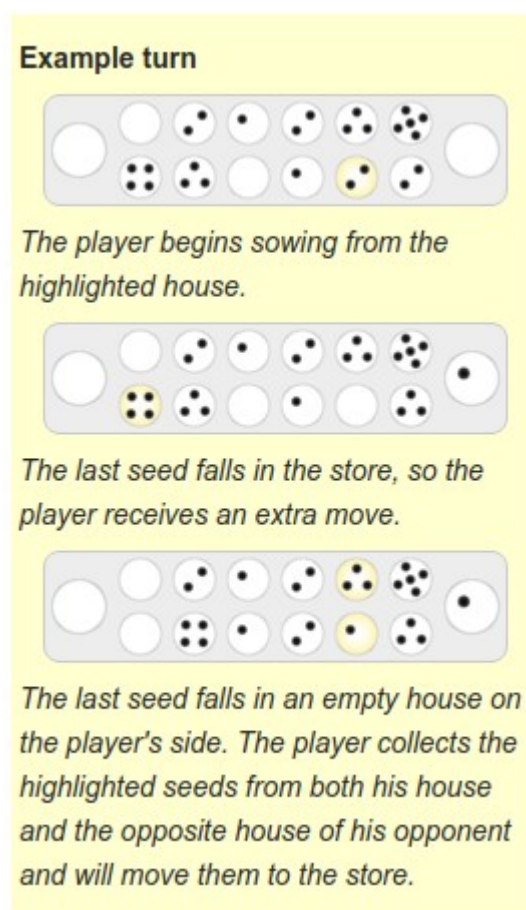 Example turn
The player begins sowing from the
highlighted house.
The last seed falls in the store, so the
player receives an extra move.
The last seed falls in an empty house on
the player's side. The player collects the
highlighted seeds from both his house
and the opposite house of his opponent
and will move them to the store.